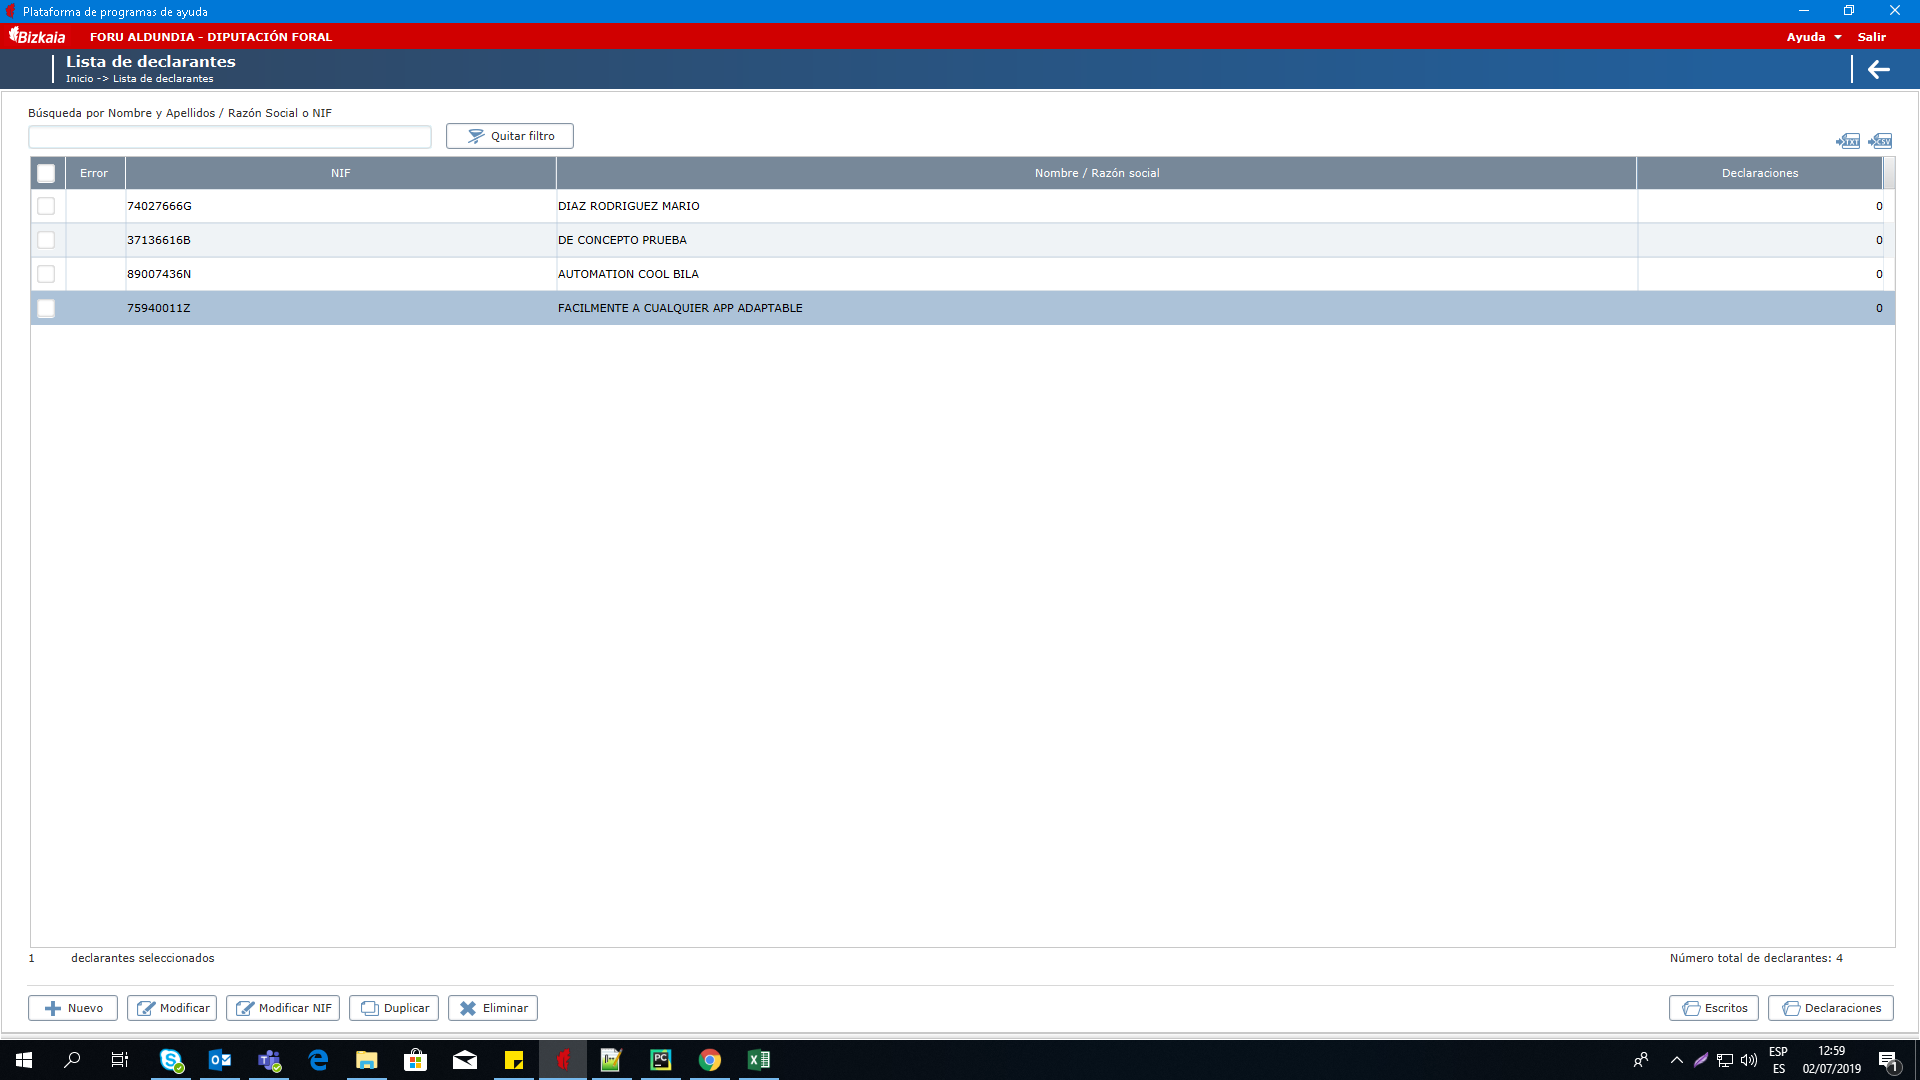 Plataforma de programas de ayuda
Bizkaia FORU ALDUNDIA - DIPUTACIÓN FORAL Ayuda Salir
Lista de declarantes
Inicio -> Lista de declarantes
Búsqueda por Nombre y Apellidos / Razón Social o NIF
Quitar filtro TXT CSV
Error NIF Nombre / Razón social Declaraciones
74027666G DIAZ RODRIGUEZ MARIO 0
37136616B DE CONCEPTO PRUEBA 0
89007436N AUTOMATION COOL BILA 0
75940011Z FACILMENTE A CUALQUIER APP ADAPTABLE 0
1 declarantes seleccionados Número total de declarantes: 4
Nuevo Modificar Modificar NIF Duplicar Eliminar Escritos Declaraciones
ESP 12:59
ES 02/07/2019 1